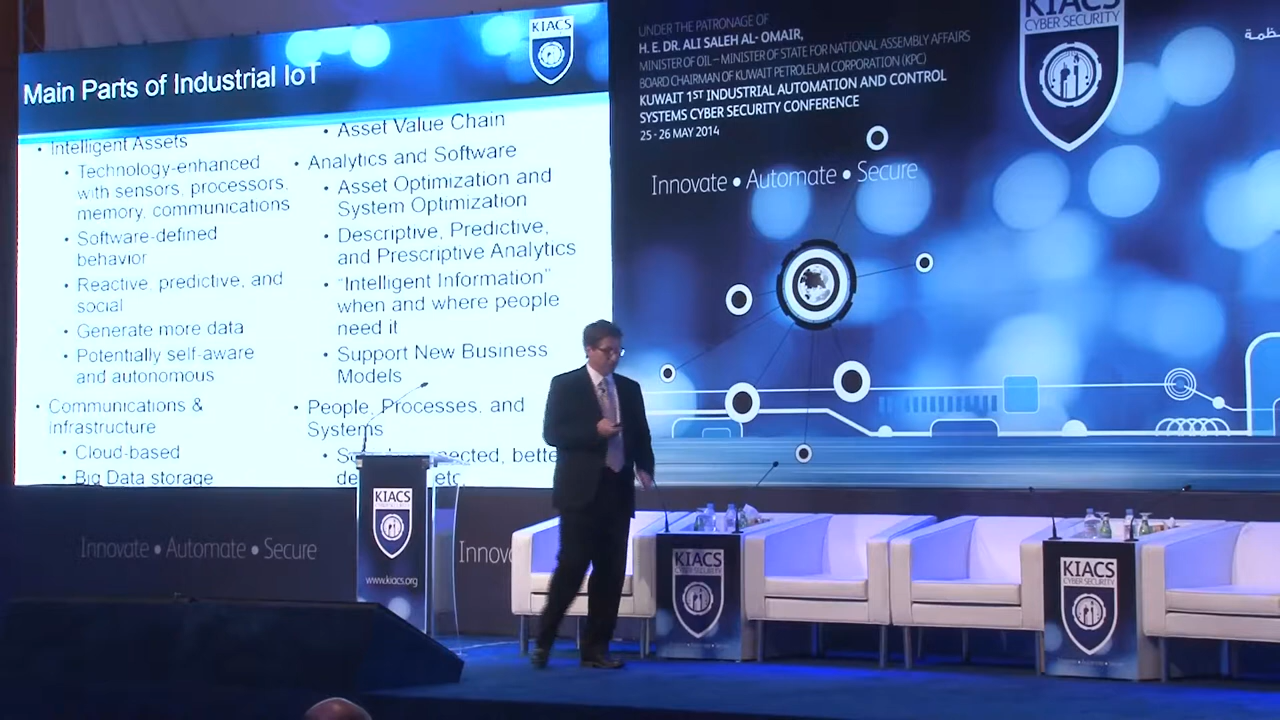 Main Parts of Industrial IoT
KIACS
• Intelligent Assets
• Technology-enhanced
with sensors, processors,
memory, communications
• Software-defined
behavior
• Reactive, predictive, and
social
• Generate more data
• Potentially self-aware
and autonomous
• Communications &
Infrastructure
• Cloud-based
• Big Data storage
• Asset Value Chain
• Analytics and Software
• Asset Optimization and
System Optimization
• Descriptive, Predictive,
and Prescriptive Analytics
• "Intelligent Information"
when and where people
need it
• Support New Business
Models
• People, Processes, and
Systems
UNDER THE PATRONAGE OF
H. E. DR. ALI SALEH AL- OMAIR,
MINISTER OF OIL – MINISTER OF STATE FOR NATIONAL ASSEMBLY AFFAIRS
BOARD CHAIRMAN OF KUWAIT PETROLEUM CORPORATION (KPC)
KUWAIT 1ST INDUSTRIAL AUTOMATION AND CONTROL
SYSTEMS CYBER SECURITY CONFERENCE
25 - 26 MAY 2014
Innovate • Automate • Secure
KIACS
CYBER SECURITY
Innovate • Automate • Secure
KIACS
www.kiacs.org
Innov
KIACS
CYBER SECURITY
KIACS
CYBER SECURITY